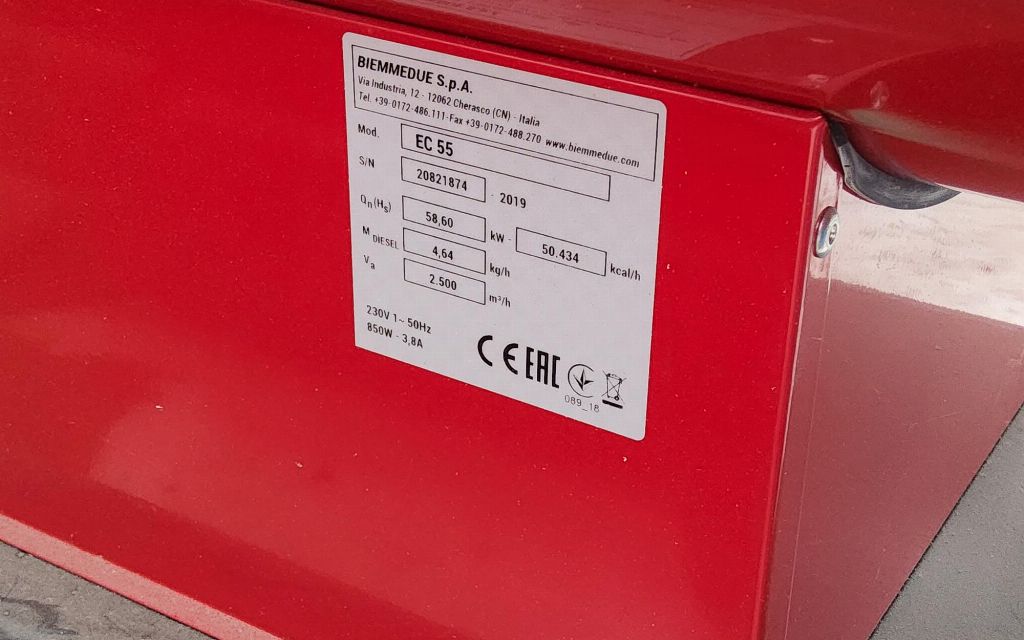 BIEMMEDUE S.p.A.
Via Industria, 12 - 12062 Cherasco (CN) - Italia
Tel. +39-0172-486.111-Fax +39-0172-488.270 www.biemmedue.com
Mod. EC 55
S/N 20821874 - 2019
Qn(Hs) 58,60 kW - 50.434 kcal/h
M DIESEL 4,64 kg/h
Va 2.500 m³/h
230V 1~ 50Hz
850W - 3,8A
CE EAC
089_18